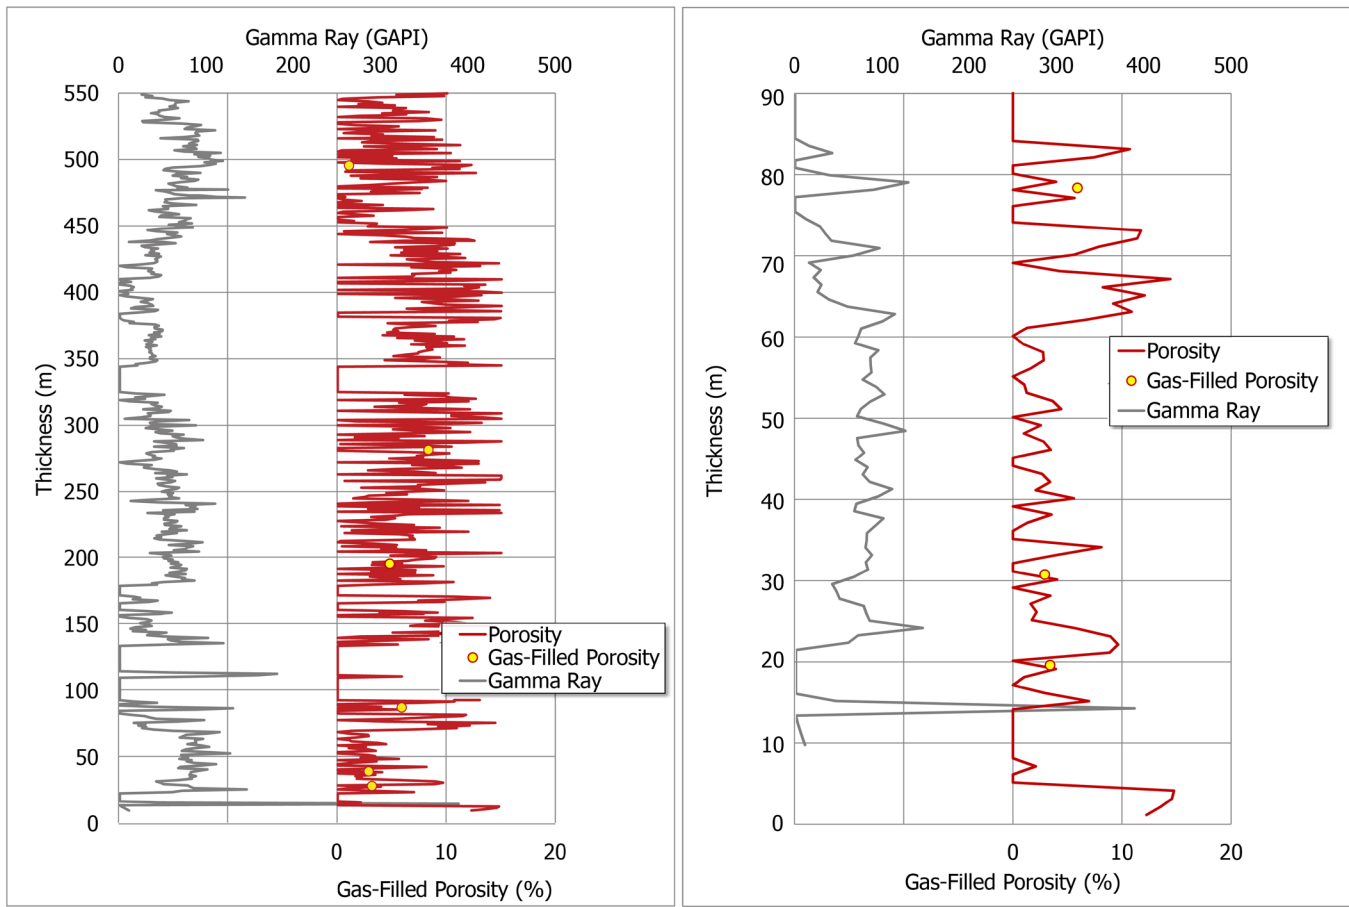 Gamma Ray (GAPI)
0 100 200 300 400 500
550
500
450
400
350
300
250
200
150
100
50
0
Thickness (m)
Porosity
Gas-Filled Porosity
Gamma Ray
0 10 20
Gas-Filled Porosity (%)
Gamma Ray (GAPI)
0 100 200 300 400 500
90
80
70
60
50
40
30
20
10
0
Thickness (m)
Porosity
Gas-Filled Porosity
Gamma Ray
0 10 20
Gas-Filled Porosity (%)